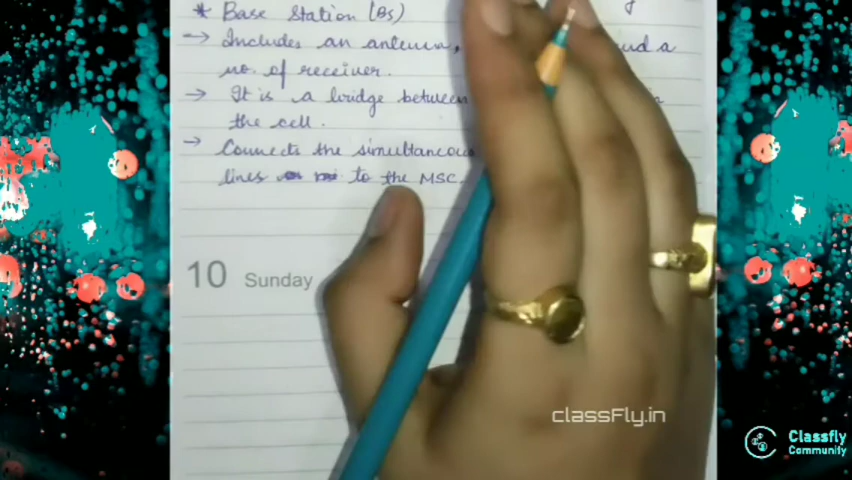 * Base Station (BS)
→ Includes an antenna, and a
no. of receiver.
→ It is a bridge between
the cell.
→ Connects the simultaneous
lines to the MSC.
10 Sunday
classFly.in
Classfly
Community